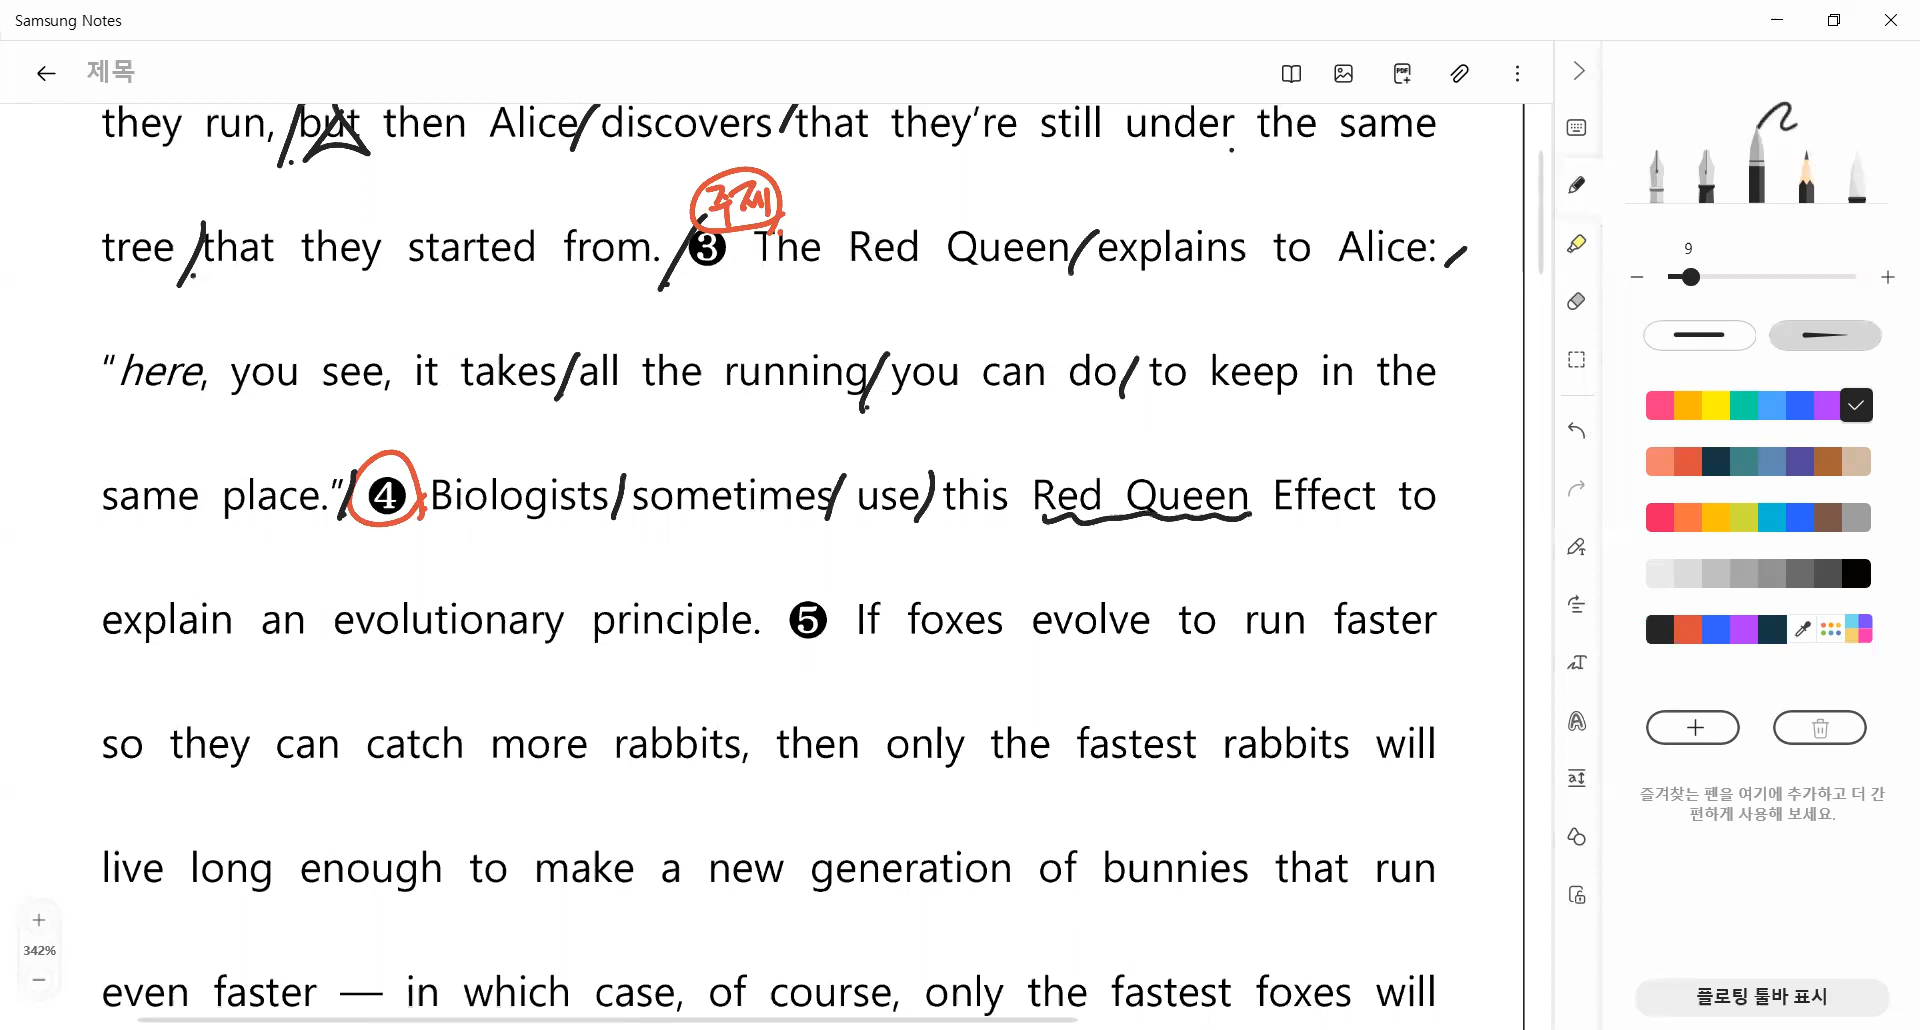 Samsung Notes
제목
they run, but then Alice discovers that they're still under the same
주제
tree that they started from. ❸ The Red Queen explains to Alice:
"here, you see, it takes all the running you can do to keep in the
same place." ❹ Biologists sometimes use this Red Queen Effect to
explain an evolutionary principle. ❺ If foxes evolve to run faster
so they can catch more rabbits, then only the fastest rabbits will
live long enough to make a new generation of bunnies that run
even faster — in which case, of course, only the fastest foxes will
342%
9
즐겨찾는 펜을 여기에 추가하고 더 간
편하게 사용해 보세요.
플로팅 툴바 표시